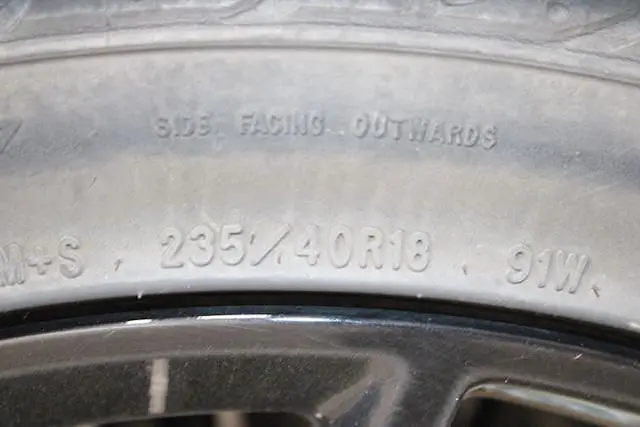 SIDE FACING OUTWARDS
M+S 235/40R18 91W